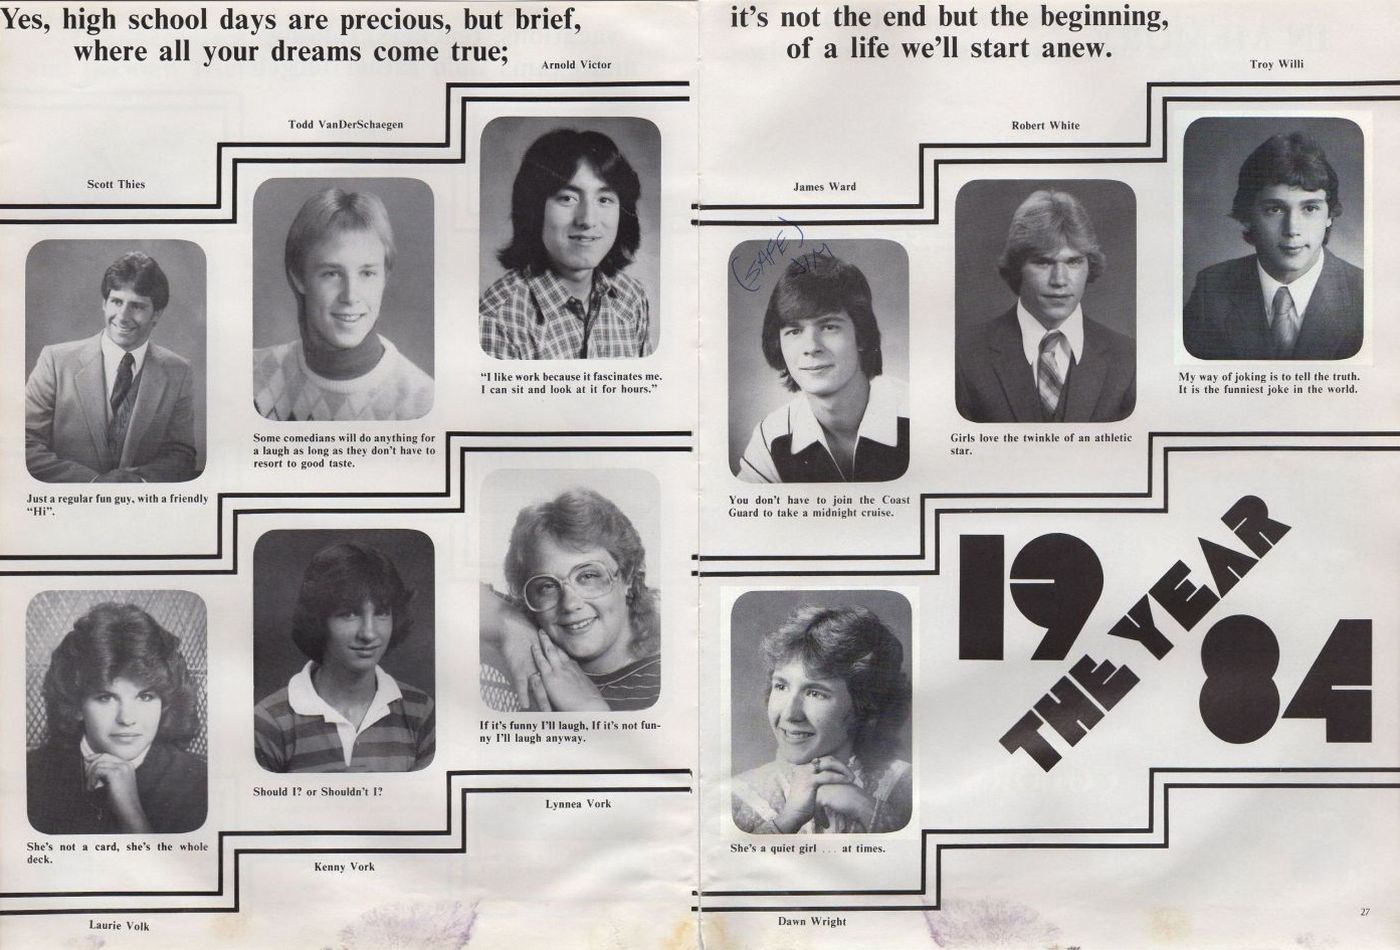 Yes, high school days are precious, but brief,
where all your dreams come true;
Arnold Victor
Todd VanDerSchaegen
Scott Thies
"I like work because it fascinates me.
I can sit and look at it for hours."
Some comedians will do anything for
a laugh as long as they don't have to
resort to good taste.
Just a regular fun guy, with a friendly
"Hi".
If it's funny I'll laugh, If it's not fun-
ny I'll laugh anyway.
Should I? or Shouldn't I?
She's not a card, she's the whole
deck.
Lynnea Vork
Kenny Vork
Laurie Volk
it's not the end but the beginning,
of a life we'll start anew.
Troy Willi
Robert White
James Ward
(SAFE)
JIM
My way of joking is to tell the truth.
It is the funniest joke in the world.
Girls love the twinkle of an athletic
star.
You don't have to join the Coast
Guard to take a midnight cruise.
19
THE YEAR
84
She's a quiet girl ... at times.
Dawn Wright
27